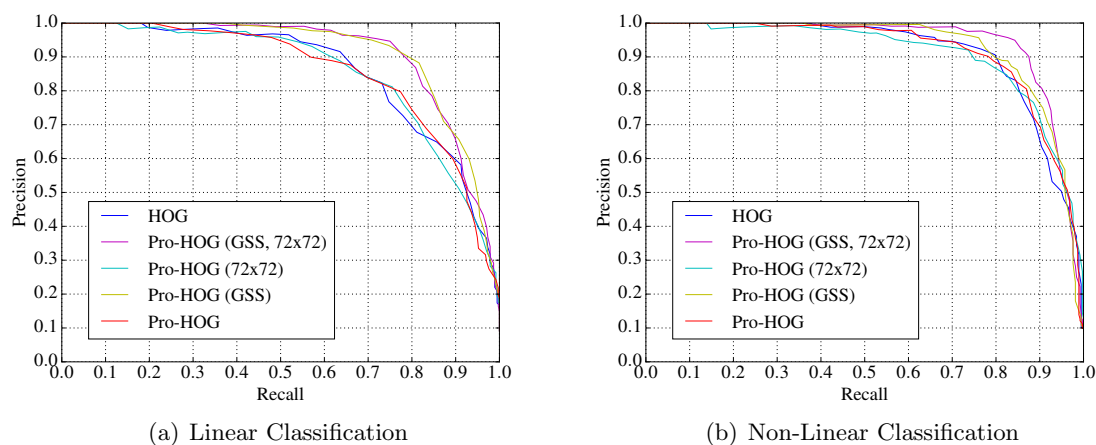 1.0
0.9
0.8
0.7
0.6
0.5
0.4
0.3
0.2
0.1
0.0
Precision
HOG
Pro-HOG (GSS, 72x72)
Pro-HOG (72x72)
Pro-HOG (GSS)
Pro-HOG
0.0 0.1 0.2 0.3 0.4 0.5 0.6 0.7 0.8 0.9 1.0
Recall
(a) Linear Classification
1.0
0.9
0.8
0.7
0.6
0.5
0.4
0.3
0.2
0.1
0.0
Precision
HOG
Pro-HOG (GSS, 72x72)
Pro-HOG (72x72)
Pro-HOG (GSS)
Pro-HOG
0.0 0.1 0.2 0.3 0.4 0.5 0.6 0.7 0.8 0.9 1.0
Recall
(b) Non-Linear Classification